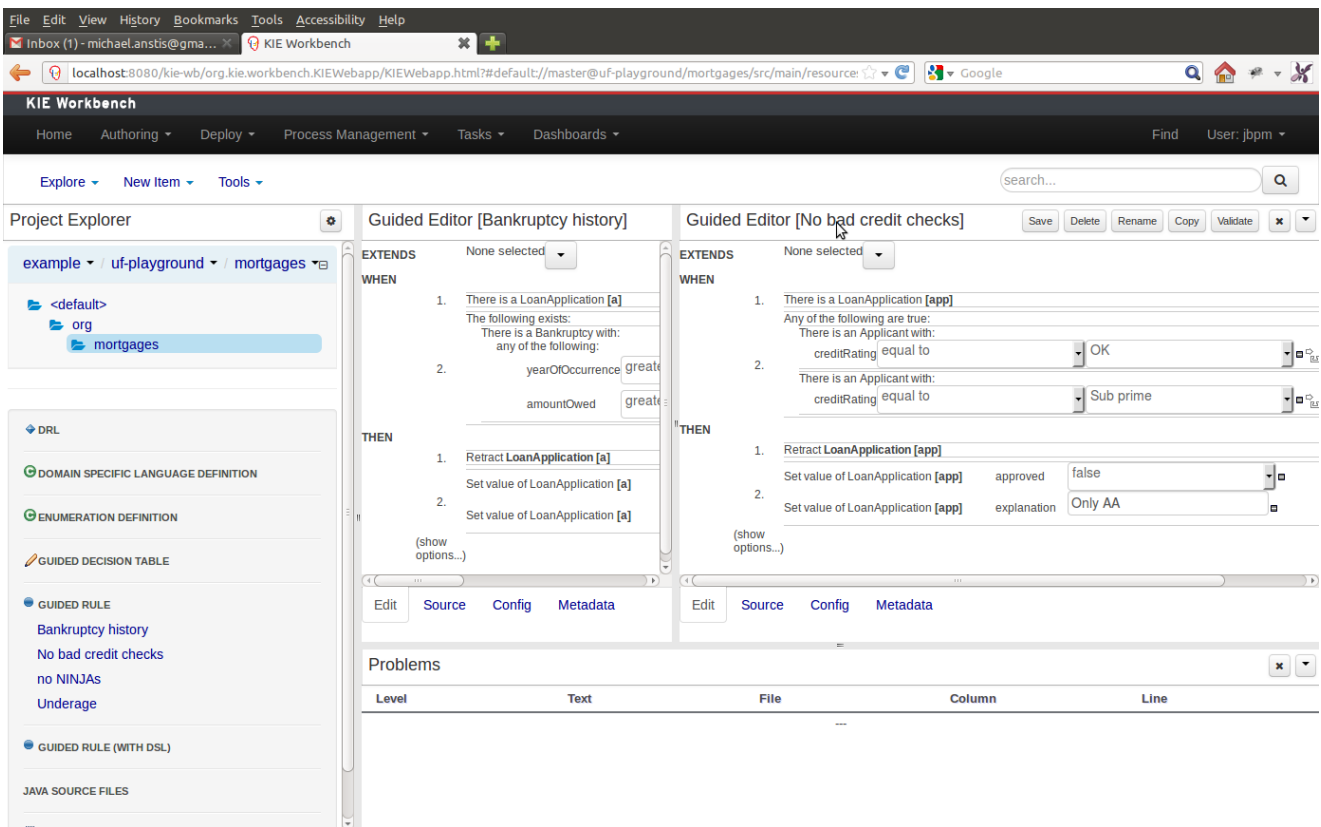 File Edit View History Bookmarks Tools Accessibility Help
Inbox (1) - michael.anstis@gma...
KIE Workbench
localhost:8080/kie-wb/org.kie.workbench.KIEWebapp/KIEWebapp.html?#default://master@uf-playground/mortgages/src/main/resource
Google
KIE Workbench
Home Authoring Deploy Process Management Tasks Dashboards Find User: jbpm
Explore New Item Tools search...
Project Explorer
example / uf-playground / mortgages
<default>
org
mortgages
DRL
DOMAIN SPECIFIC LANGUAGE DEFINITION
ENUMERATION DEFINITION
GUIDED DECISION TABLE
GUIDED RULE
Bankruptcy history
No bad credit checks
no NINJAs
Underage
GUIDED RULE (WITH DSL)
JAVA SOURCE FILES
Guided Editor [Bankruptcy history]
EXTENDS None selected
WHEN
1. There is a LoanApplication [a]
The following exists:
There is a Bankruptcy with:
any of the following:
2. yearOfOccurrence greate
amountOwed greate
THEN
1. Retract LoanApplication [a]
Set value of LoanApplication [a]
2.
Set value of LoanApplication [a]
(show
options...)
Edit Source Config Metadata
Guided Editor [No bad credit checks] Save Delete Rename Copy Validate
EXTENDS None selected
WHEN
1. There is a LoanApplication [app]
Any of the following are true:
There is an Applicant with:
creditRating equal to OK
2.
There is an Applicant with:
creditRating equal to Sub prime
THEN
1. Retract LoanApplication [app]
Set value of LoanApplication [app] approved false
2.
Set value of LoanApplication [app] explanation Only AA
(show
options...)
Edit Source Config Metadata
Problems
Level Text File Column Line
---